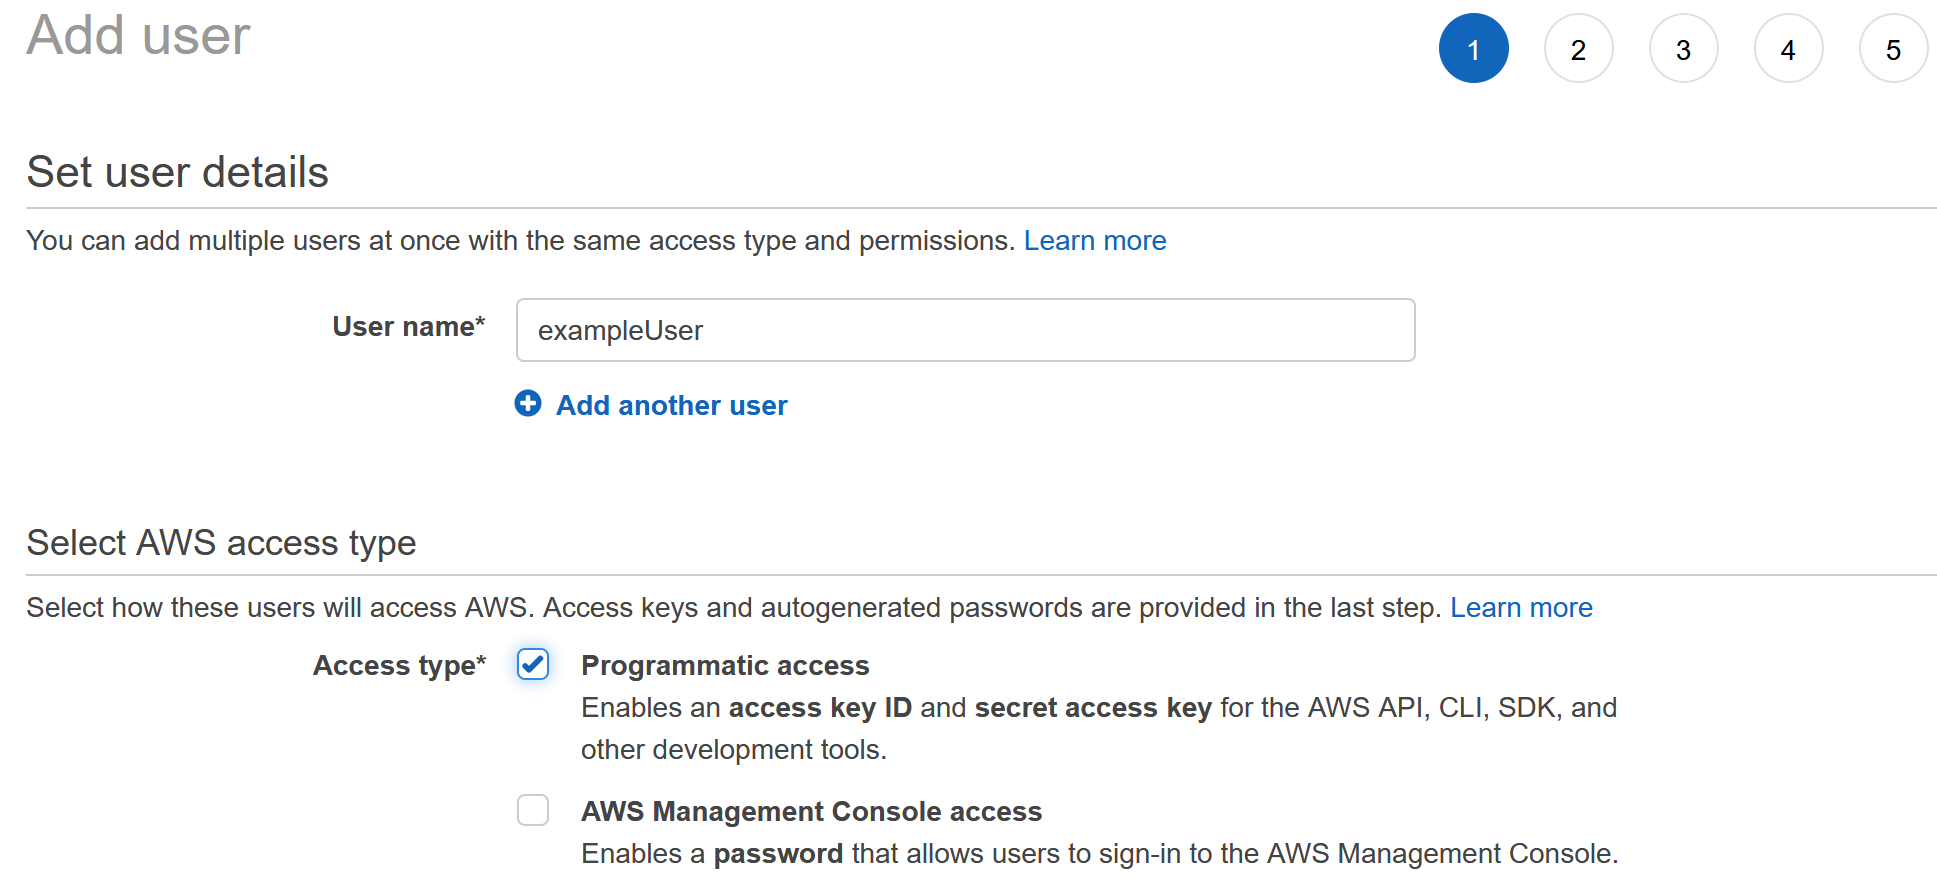 Add user
1 2 3 4 5
Set user details
You can add multiple users at once with the same access type and permissions. Learn more
User name* exampleUser
Add another user
Select AWS access type
Select how these users will access AWS. Access keys and autogenerated passwords are provided in the last step. Learn more
Access type* Programmatic access
Enables an access key ID and secret access key for the AWS API, CLI, SDK, and
other development tools.
AWS Management Console access
Enables a password that allows users to sign-in to the AWS Management Console.